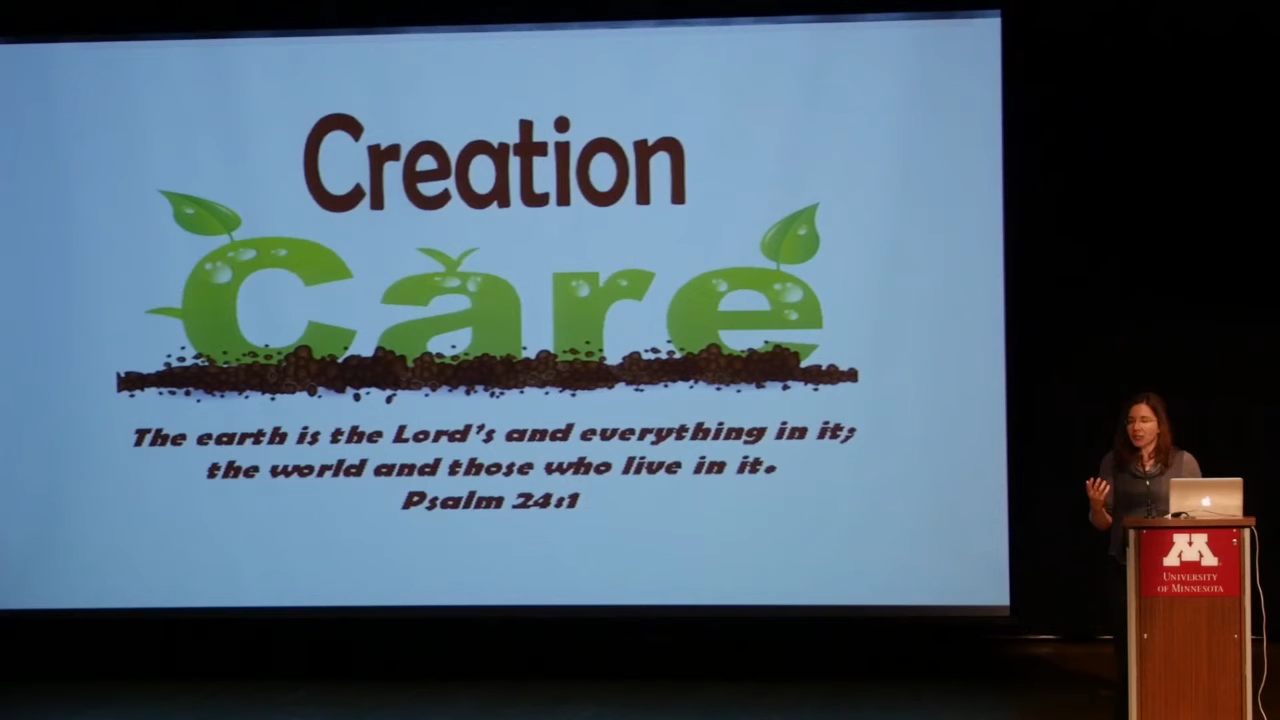 Creation
Care
The earth is the Lord's and everything in it;
the world and those who live in it.
Psalm 24:1
M
UNIVERSITY
OF MINNESOTA